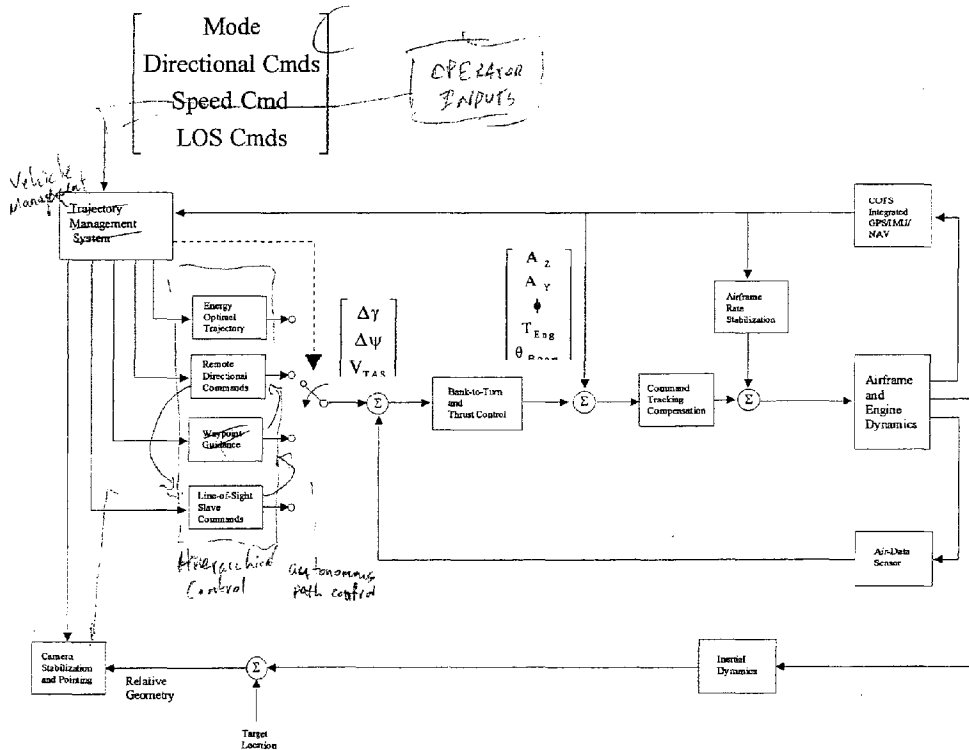 Mode
Directional Cmds
Speed Cmd
LOS Cmds
OPERATOR
INPUTS
Vehicle
Management
Trajectory
Management
System
COTS
Integrated
GPS/IMU/
NAV
Energy
Optimal
Trajectory
Remote
Directional
Commands
Waypoint
Guidance
Line-of-Sight
Slave
Commands
Hierarchical
Control
autonomous
path control
Δγ
Δψ
V TAS
Σ
Bank-to-Turn
and
Thrust Control
A Z
A Y
ϕ
T Eng
Σ
Command
Tracking
Compensation
Airframe
Rate
Stabilization
Σ
Airframe
and
Engine
Dynamics
Air-Data
Sensor
Camera
Stabilization
and Pointing
Relative
Geometry
Σ
Target
Location
Inertial
Dynamics